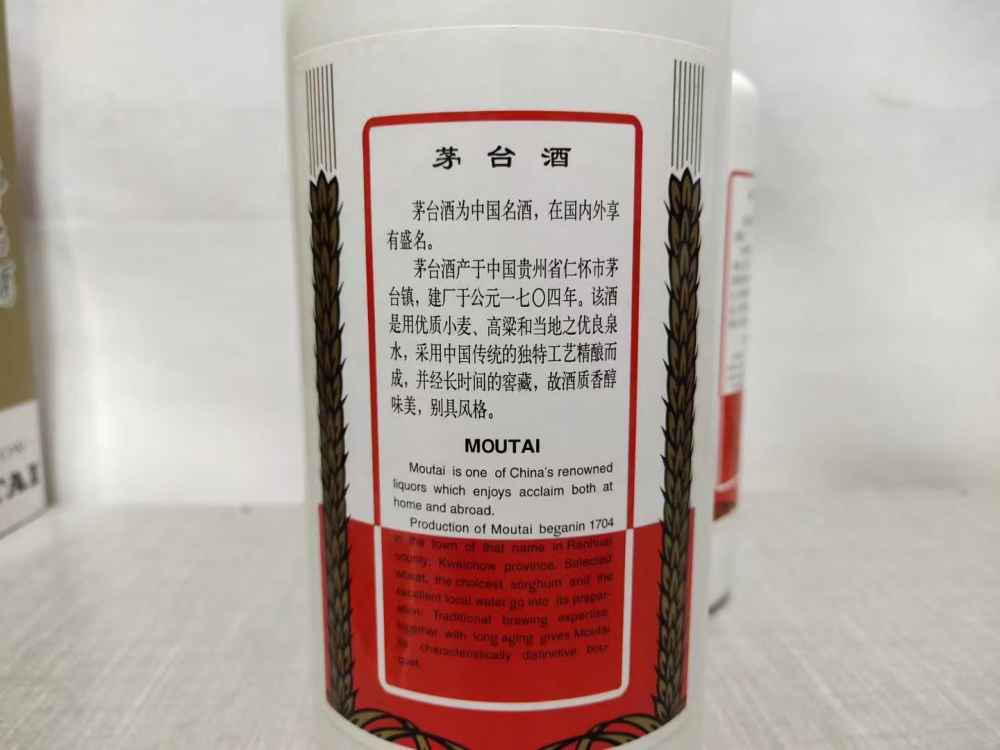 茅台酒
茅台酒为中国名酒，在国内外享
有盛名。
茅台酒产于中国贵州省仁怀市茅
台镇，建厂于公元一七〇四年。该酒
是用优质小麦、高粱和当地之优良泉
水，采用中国传统的独特工艺精酿而
成，并经长时间的窖藏，故酒质香醇
味美，别具风格。
MOUTAI
Moutai is one of China's renowned
liquors which enjoys acclaim both at
home and abroad.
Production of Moutai beganin 1704
in the town of that name in Renhuai
county, Kweichow province. Selected
wheat, the choicest sorghum and the
excellent local water go into its prepar-
ation. Traditional brewing expertise
together with long aging gives Moutai
its characteristically distinctive bou-
quet.
TAI